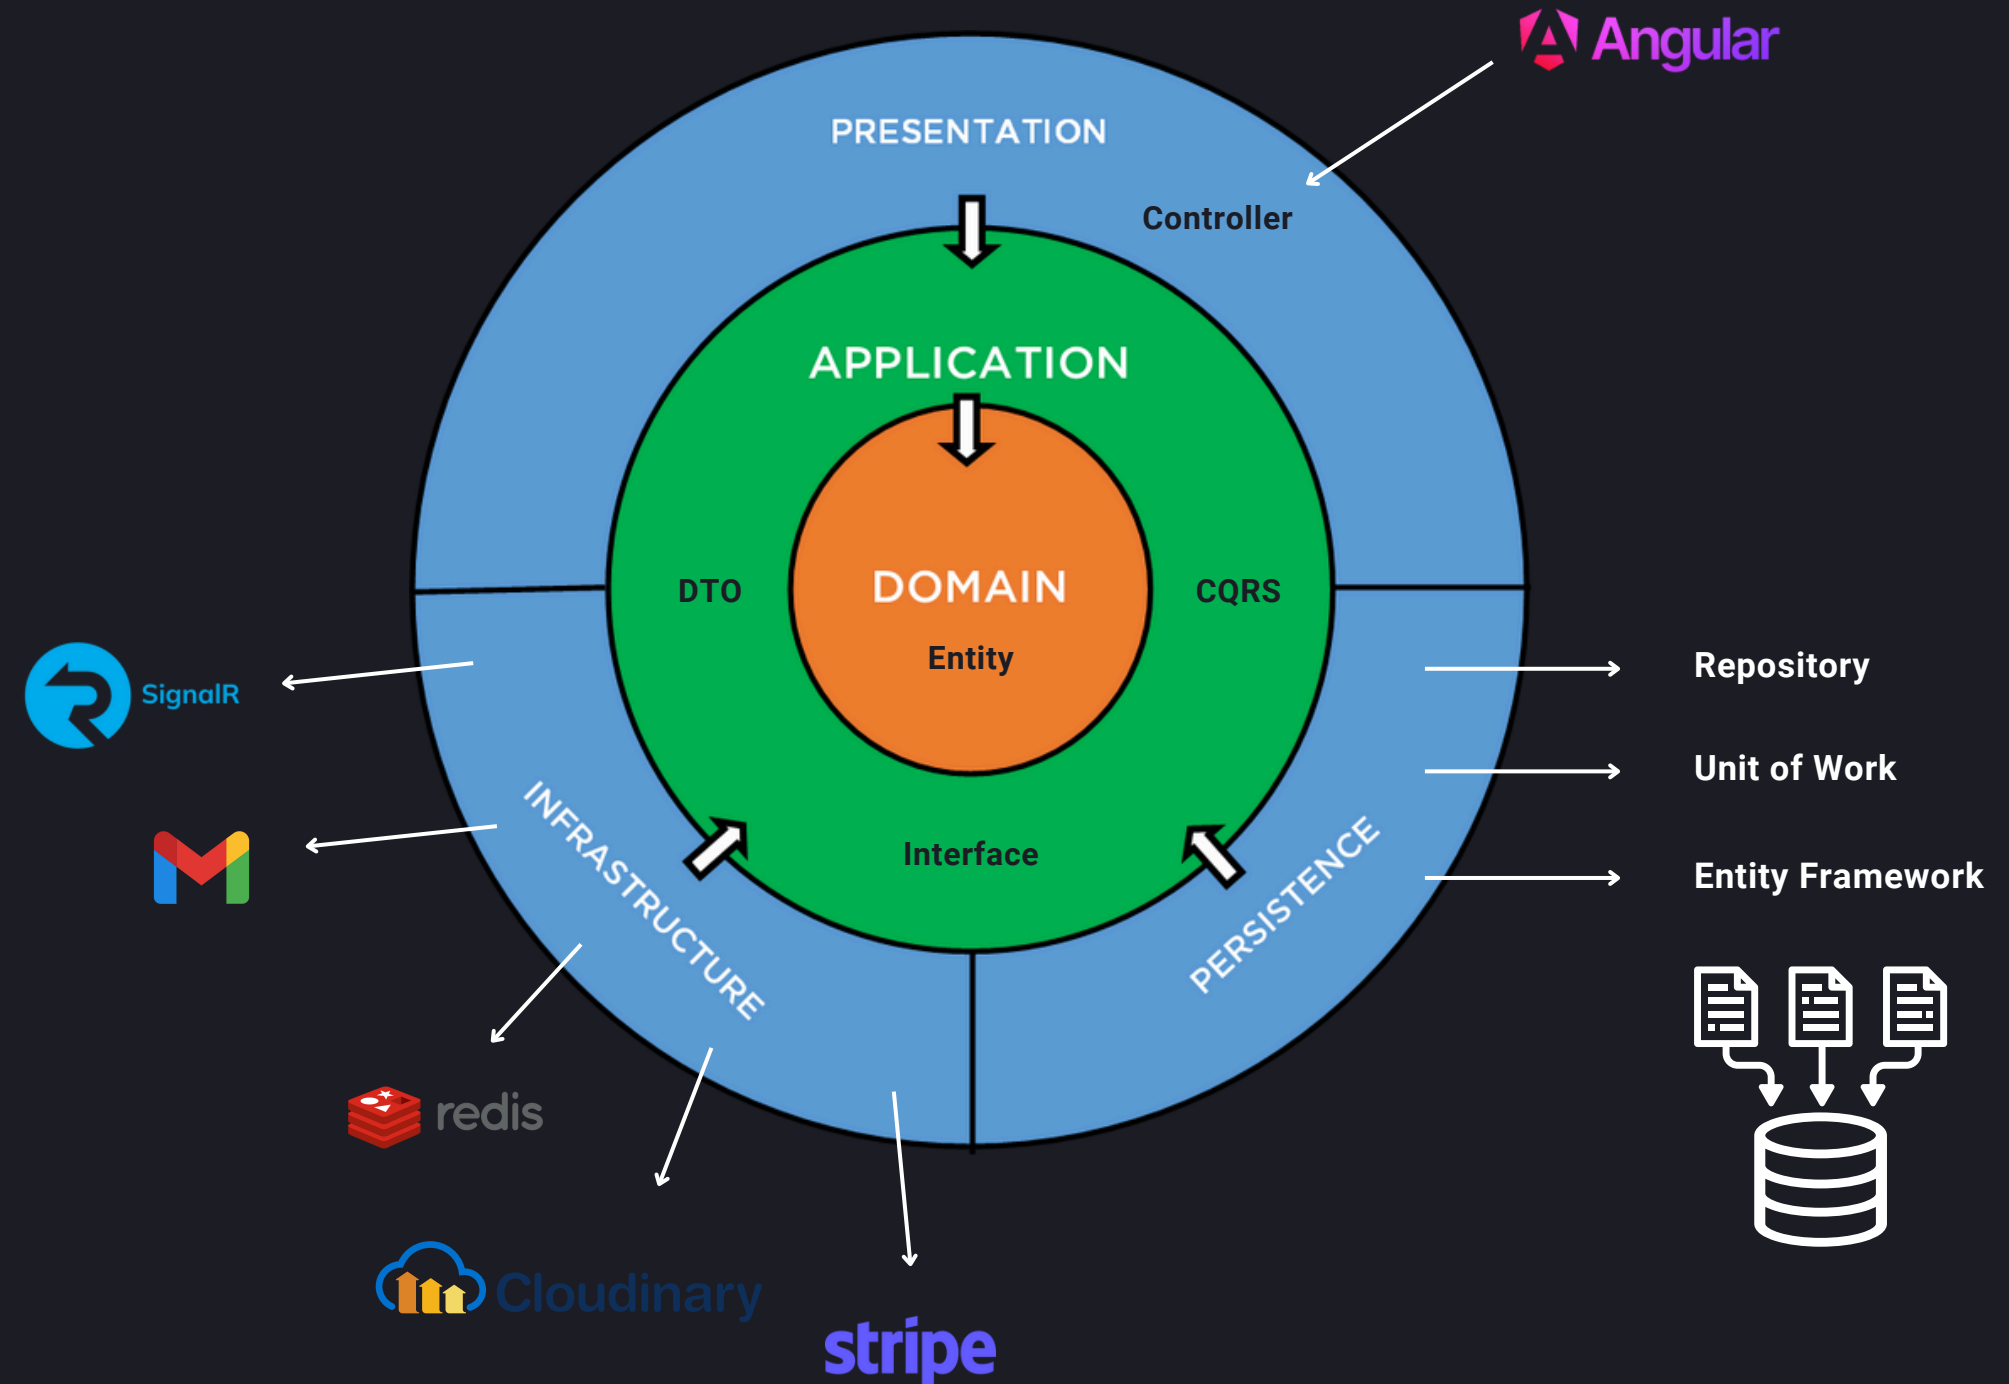 Angular
PRESENTATION
Controller
APPLICATION
DTO
DOMAIN
CQRS
Entity
SignalR
Repository
Unit of Work
INFRASTRUCTURE
Interface
PERSISTENCE
Entity Framework
redis
Cloudinary
stripe